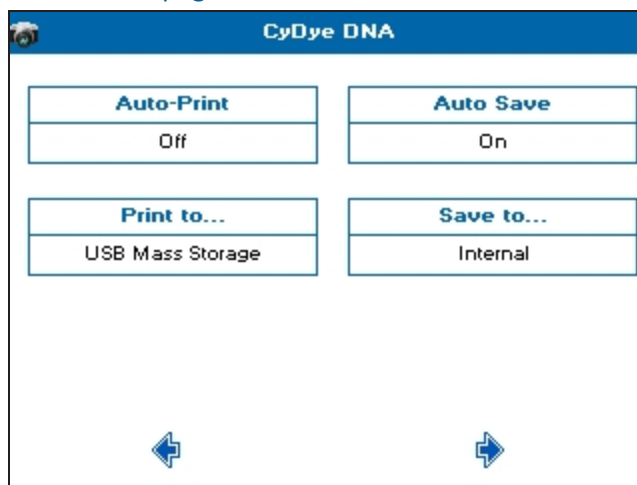 CyDye DNA
Auto-Print
Auto Save
Off
On
Print to...
Save to...
USB Mass Storage
Internal